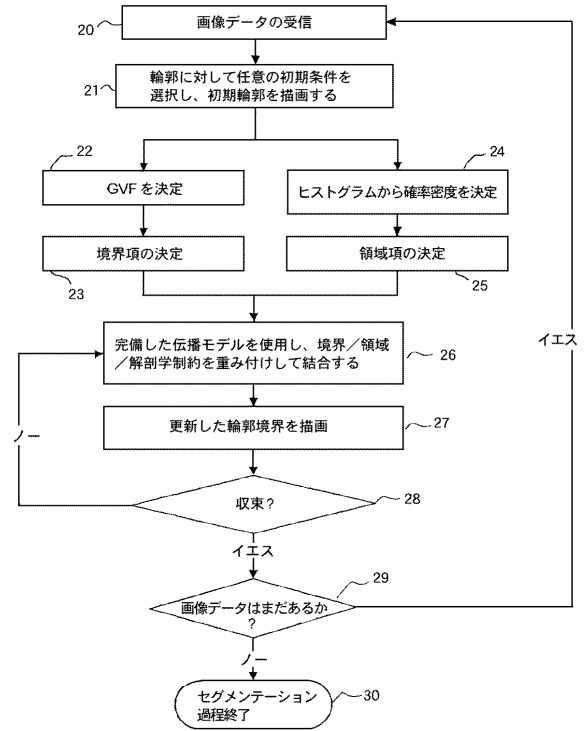 20
画像データの受信
21
輪郭に対して任意の初期条件を
選択し、初期輪郭を描画する
22
GVFを決定
24
ヒストグラムから確率密度を決定
境界項の決定
23
領域項の決定
25
完備した伝播モデルを使用し、境界/領域
/解剖学制約を重み付けして結合する
26
更新した輪郭境界を描画
27
ノー
収束?
28
イエス
イエス
画像データはまだあるか
?
29
ノー
セグメンテーション
過程終了
30